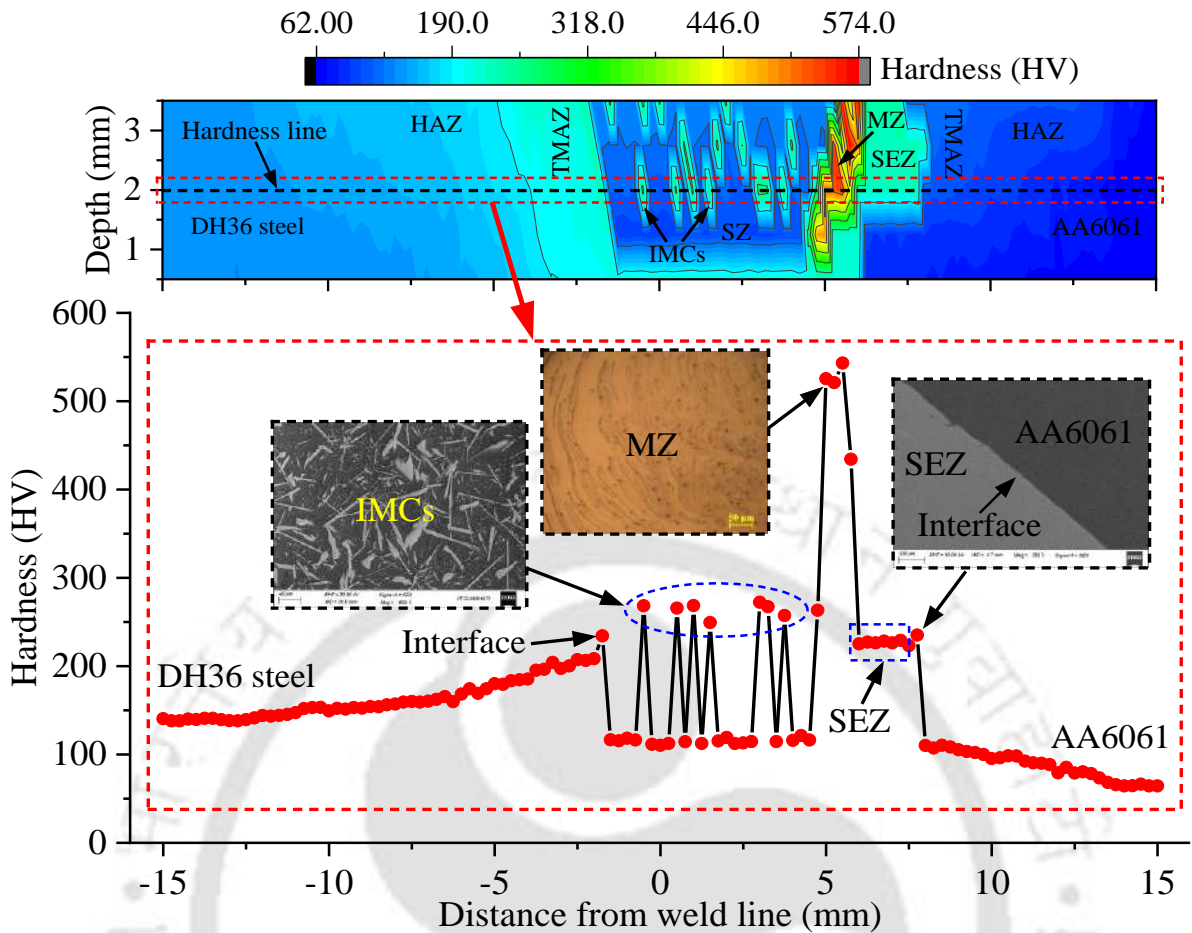 62.00 190.0 318.0 446.0 574.0
Hardness (HV)
Depth (mm)
3
2
1
Hardness line
HAZ
TMAZ
MZ
SEZ
TMAZ
HAZ
DH36 steel
IMCs
SZ
AA6061
600
500
400
300
200
100
0
Hardness (HV)
MZ
IMCs
AA6061
SEZ
Interface
Interface
DH36 steel
SEZ
AA6061
-15 -10 -5 0 5 10 15
Distance from weld line (mm)